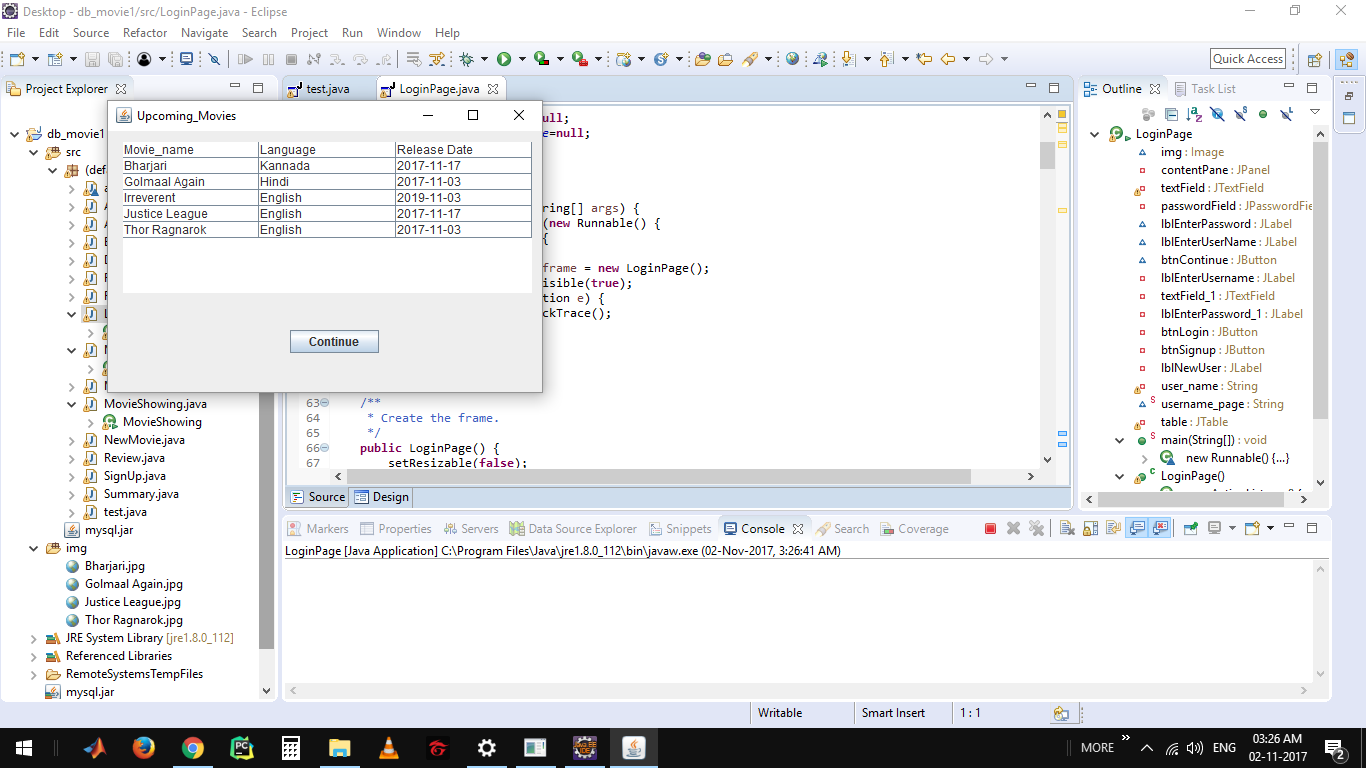 Desktop - db_movie1/src/LoginPage.java - Eclipse
File Edit Source Refactor Navigate Search Project Run Window Help
Quick Access
Project Explorer
db_movie1
src
(def
MovieShowing.java
MovieShowing
NewMovie.java
Review.java
SignUp.java
Summary.java
test.java
mysql.jar
img
Bharjari.jpg
Golmaal Again.jpg
Justice League.jpg
Thor Ragnarok.jpg
JRE System Library [jre1.8.0_112]
Referenced Libraries
RemoteSystemsTempFiles
mysql.jar
Upcoming_Movies
Movie_name Language Release Date
Bharjari Kannada 2017-11-17
Golmaal Again Hindi 2017-11-03
Irreverent English 2019-11-03
Justice League English 2017-11-17
Thor Ragnarok English 2017-11-03
Continue
test.java LoginPage.java
ull;
e=null;
ring[] args) {
(new Runnable() {
{
frame = new LoginPage();
isible(true);
tion e) {
ckTrace();
63 /**
64 * Create the frame.
65 */
66 public LoginPage() {
67 setResizable(false);
Source Design
Outline Task List
LoginPage
img : Image
contentPane : JPanel
textField : JTextField
passwordField : JPasswordFie
lblEnterPassword : JLabel
lblEnterUserName : JLabel
btnContinue : JButton
lblEnterUsername : JLabel
textField_1 : JTextField
lblEnterPassword_1 : JLabel
btnLogin : JButton
btnSignup : JButton
lblNewUser : JLabel
user_name : String
username_page : String
table : JTable
main(String[]) : void
new Runnable() {...}
LoginPage()
Markers Properties Servers Data Source Explorer Snippets Console Search Coverage
LoginPage [Java Application] C:\Program Files\Java\jre1.8.0_112\bin\javaw.exe (02-Nov-2017, 3:26:41 AM)
Writable Smart Insert 1 : 1
MORE » ENG 03:26 AM
02-11-2017
2